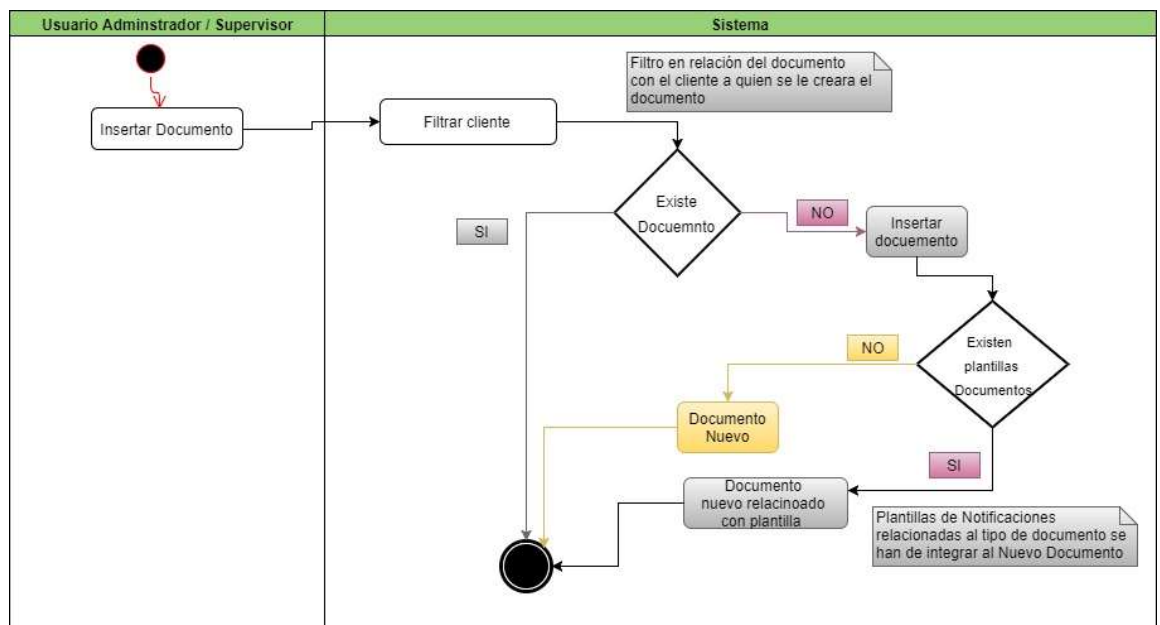 Usuario Adminstrador / Supervisor
Sistema
Filtro en relación del documento
con el cliente a quien se le creara el
documento
Insertar Documento
Filtrar cliente
Existe
Docuemnto
SI
NO
Insertar
docuemento
Existen
plantillas
Documentos
NO
Documento
Nuevo
SI
Documento
nuevo relacinoado
con plantilla
Plantillas de Notificaciones
relacionadas al tipo de documento se
han de integrar al Nuevo Documento